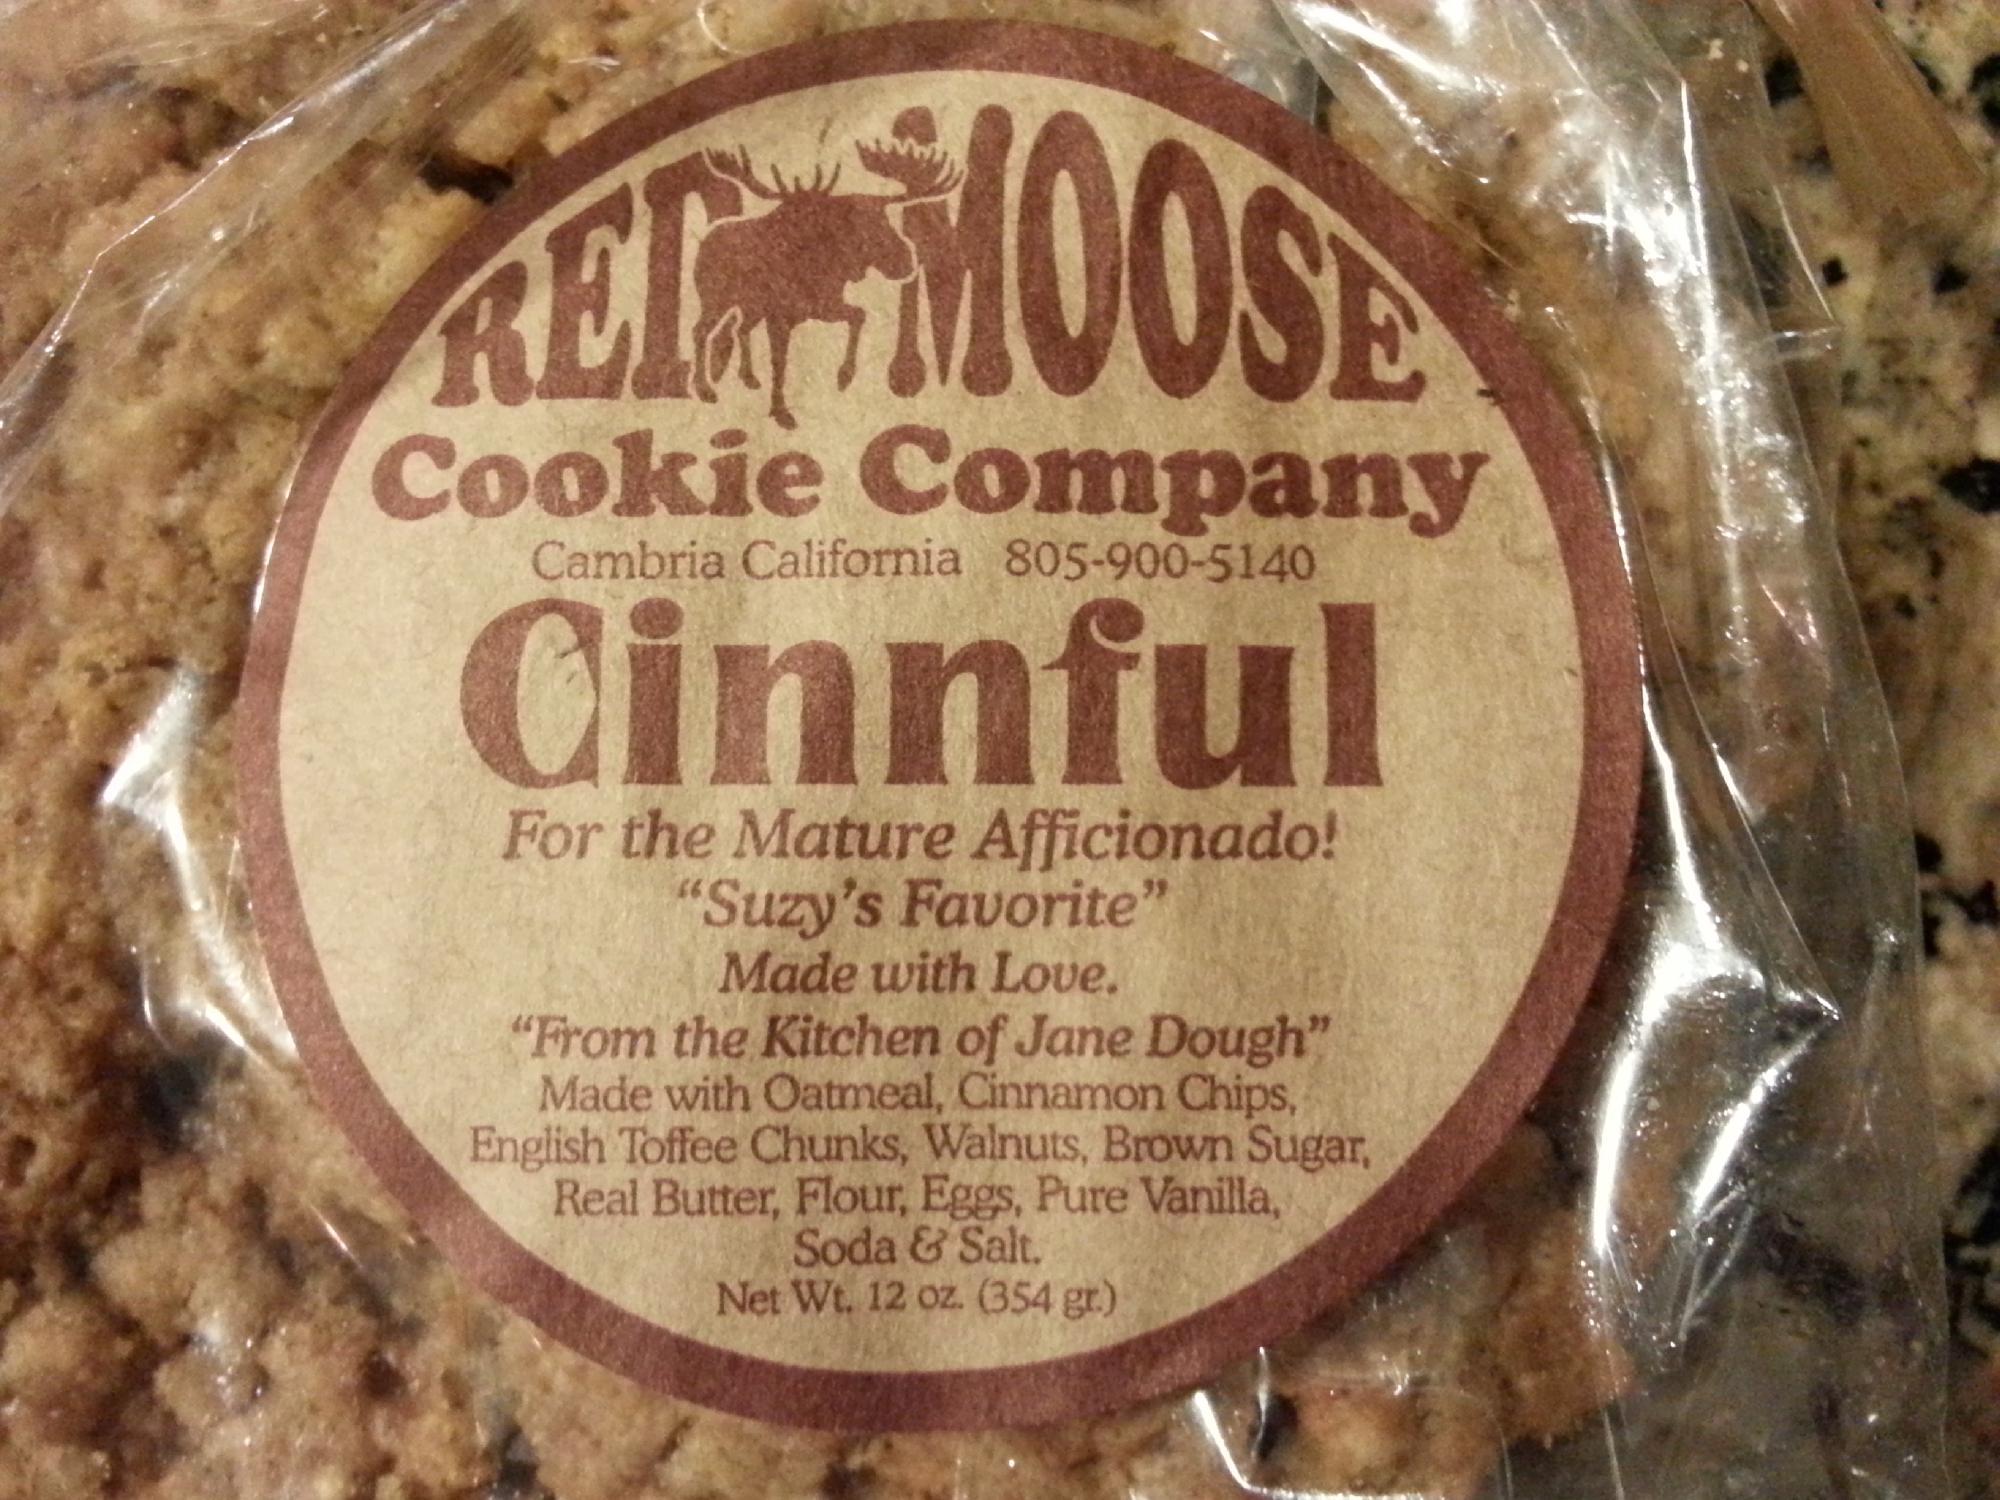 RED MOOSE
Cookie Company
Cambria California 805-900-5140
Cinnful
For the Mature Afficionado!
“Suzy’s Favorite”
Made with Love.
“From the Kitchen of Jane Dough”
Made with Oatmeal, Cinnamon Chips,
English Toffee Chunks, Walnuts, Brown Sugar,
Real Butter, Flour, Eggs, Pure Vanilla,
Soda & Salt.
Net Wt. 12 oz. (354 gr.)